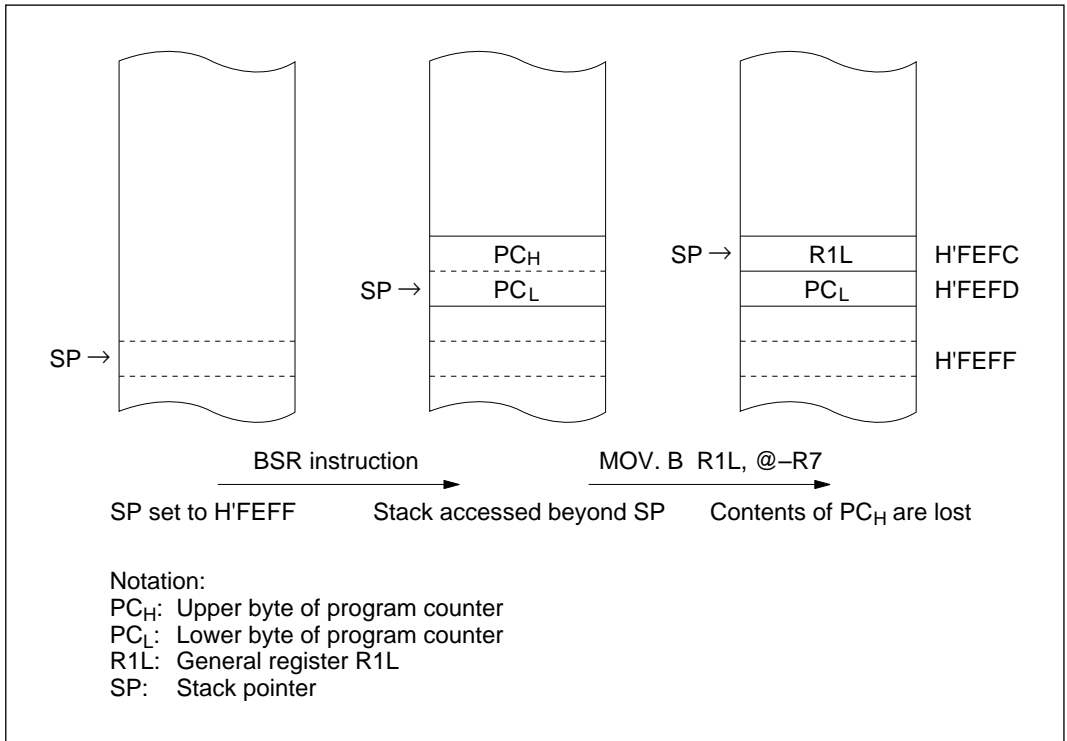 PCH
SP → R1L H'FEFC
SP → PCL PCL H'FEFD
SP → H'FEFF
BSR instruction MOV. B R1L, @–R7
SP set to H'FEFF Stack accessed beyond SP Contents of PCH are lost
Notation:
PCH: Upper byte of program counter
PCL: Lower byte of program counter
R1L: General register R1L
SP: Stack pointer